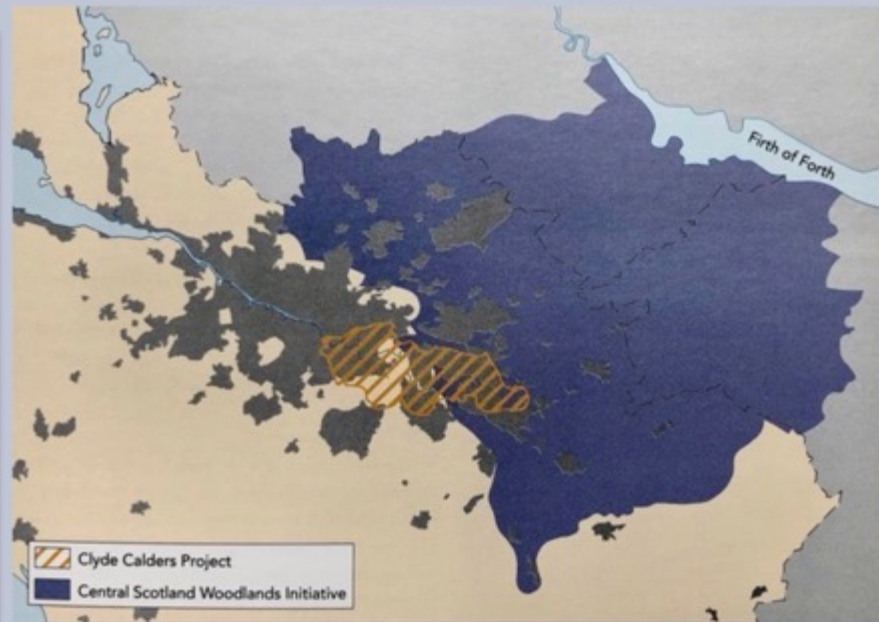 Firth of Forth
Clyde Calders Project
Central Scotland Woodlands Initiative